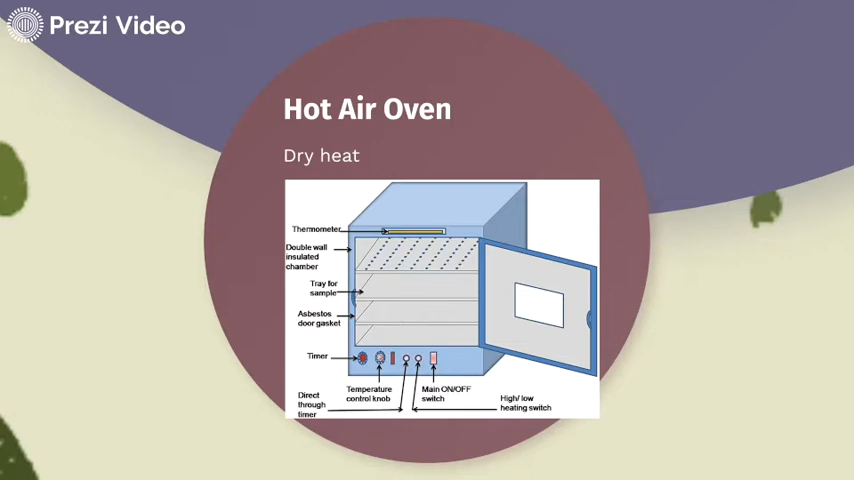 Prezi Video
Hot Air Oven
Dry heat
Thermometer
Double wall
insulated
chamber
Tray for
sample
Asbestos
door gasket
Timer
Temperature
control knob
Main ON/OFF
switch
Direct
through
timer
High/ low
heating switch